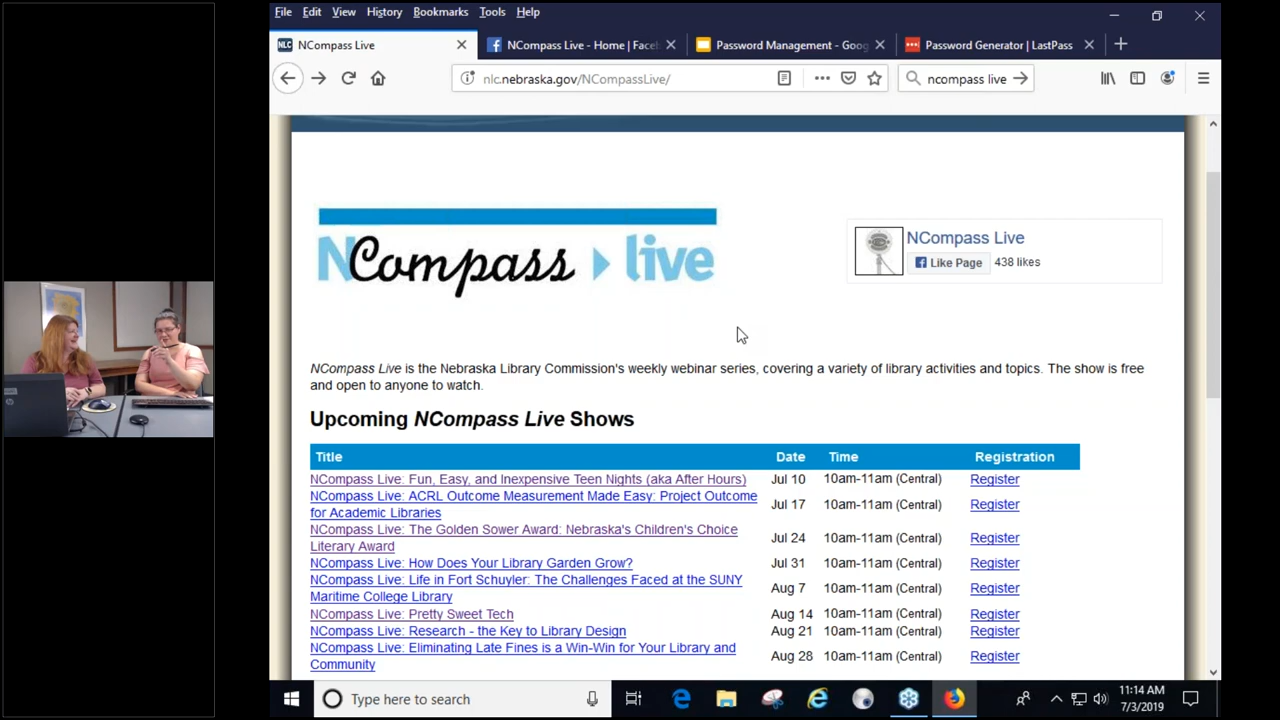 File Edit View History Bookmarks Tools Help
NLC NCompass Live
NCompass Live - Home | Facel
Password Management - Goog
Password Generator | LastPass
nlc.nebraska.gov/NCompassLive/
ncompass live
NCompass live
NCompass Live
Like Page 438 likes
NCompass Live is the Nebraska Library Commission's weekly webinar series, covering a variety of library activities and topics. The show is free
and open to anyone to watch.
Upcoming NCompass Live Shows
Title Date Time Registration
NCompass Live: Fun, Easy, and Inexpensive Teen Nights (aka After Hours) Jul 10 10am-11am (Central) Register
NCompass Live: ACRL Outcome Measurement Made Easy: Project Outcome
for Academic Libraries Jul 17 10am-11am (Central) Register
NCompass Live: The Golden Sower Award: Nebraska's Children's Choice
Literary Award Jul 24 10am-11am (Central) Register
NCompass Live: How Does Your Library Garden Grow? Jul 31 10am-11am (Central) Register
NCompass Live: Life in Fort Schuyler: The Challenges Faced at the SUNY
Maritime College Library Aug 7 10am-11am (Central) Register
NCompass Live: Pretty Sweet Tech Aug 14 10am-11am (Central) Register
NCompass Live: Research - the Key to Library Design Aug 21 10am-11am (Central) Register
NCompass Live: Eliminating Late Fines is a Win-Win for Your Library and
Community Aug 28 10am-11am (Central) Register
Type here to search
11:14 AM
7/3/2019